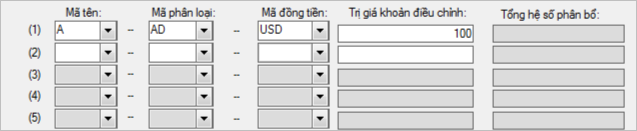 Mã tên: Mã phân loại: Mã đồng tiền: Trị giá khoản điều chỉnh: Tổng hệ số phân bổ:
(1) A -- AD -- USD 100
(2) -- --
(3) -- --
(4) -- --
(5) -- --